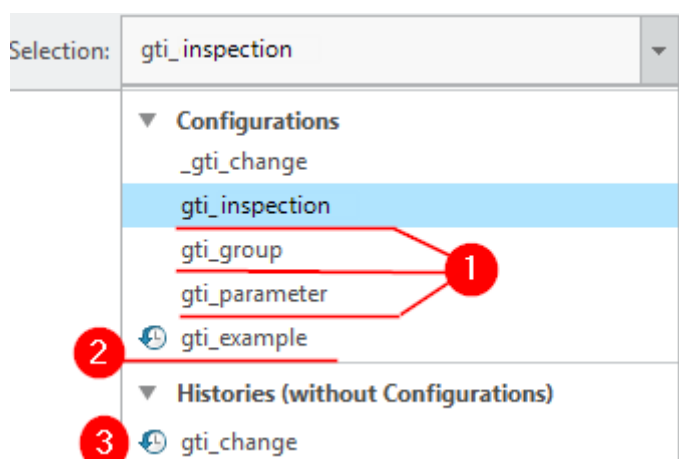 Selection: gti_inspection
Configurations
_gti_change
gti_inspection
gti_group
1
gti_parameter
gti_example
2
Histories (without Configurations)
3 gti_change